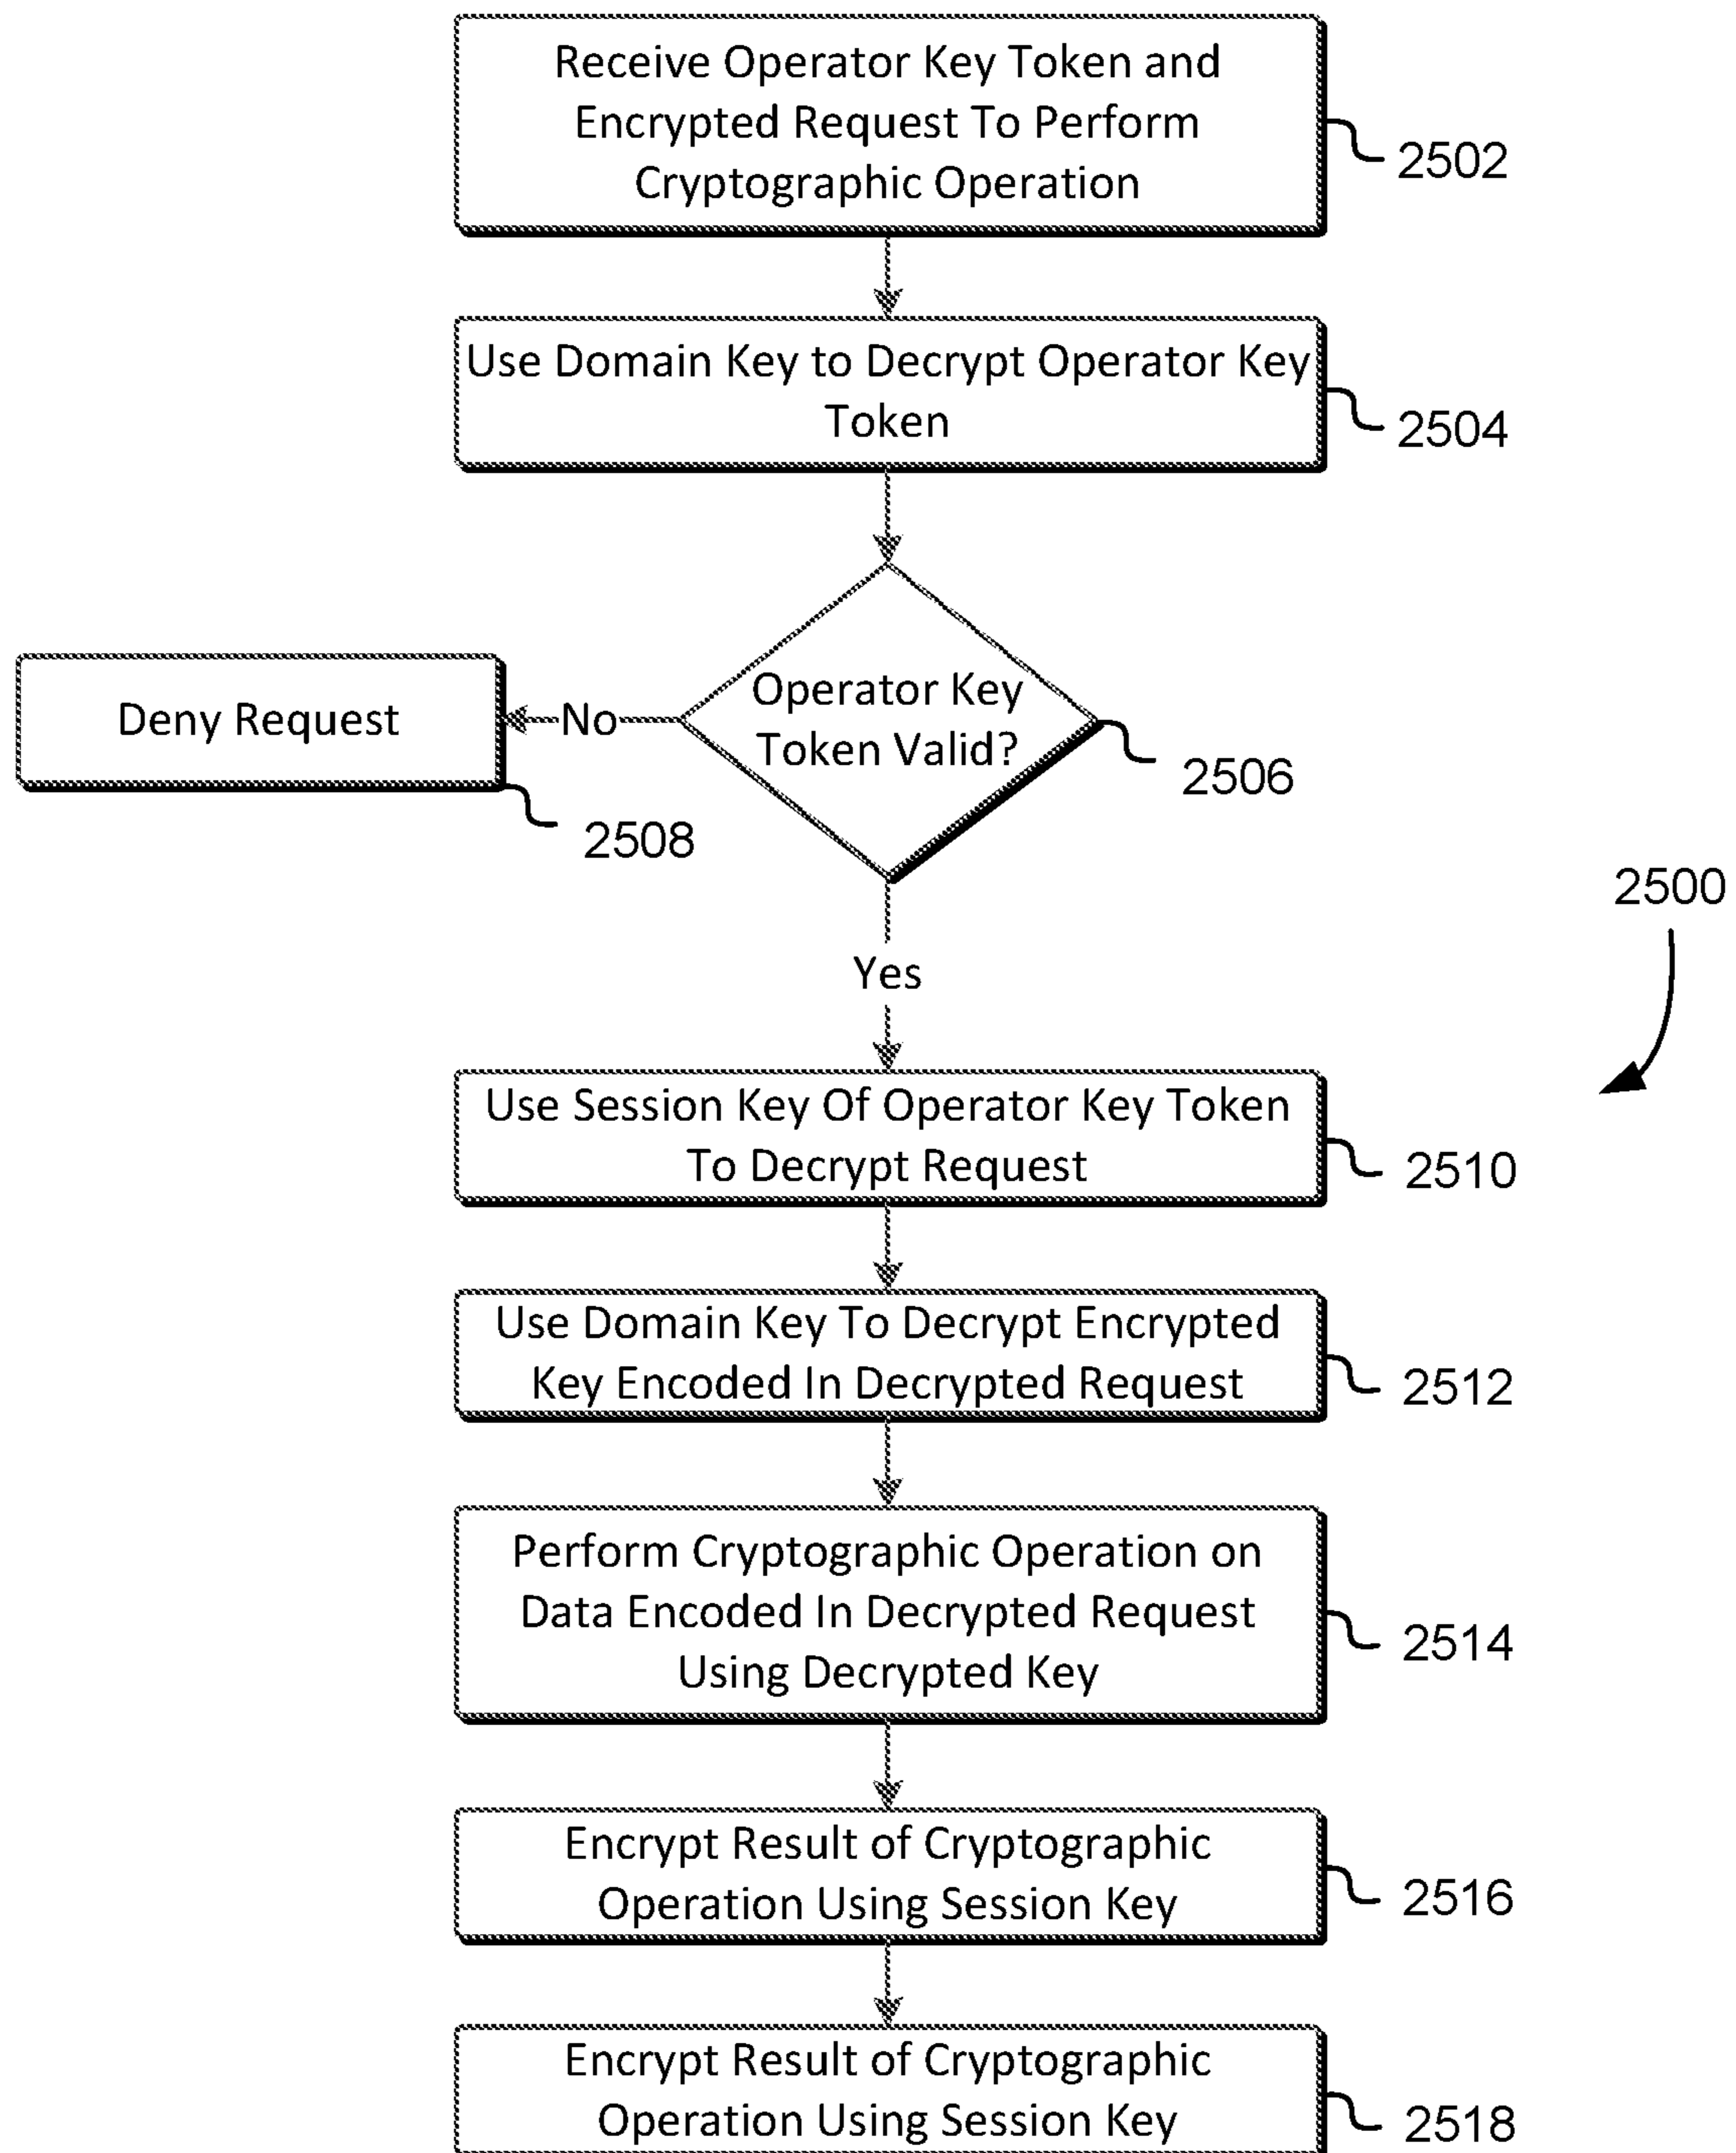 Receive Operator Key Token and
Encrypted Request To Perform
Cryptographic Operation
2502
Use Domain Key to Decrypt Operator Key
Token
2504
Operator Key
Token Valid?
2506
No
Deny Request
2508
2500
Yes
Use Session Key Of Operator Key Token
To Decrypt Request
2510
Use Domain Key To Decrypt Encrypted
Key Encoded In Decrypted Request
2512
Perform Cryptographic Operation on
Data Encoded In Decrypted Request
Using Decrypted Key
2514
Encrypt Result of Cryptographic
Operation Using Session Key
2516
Encrypt Result of Cryptographic
Operation Using Session Key
2518